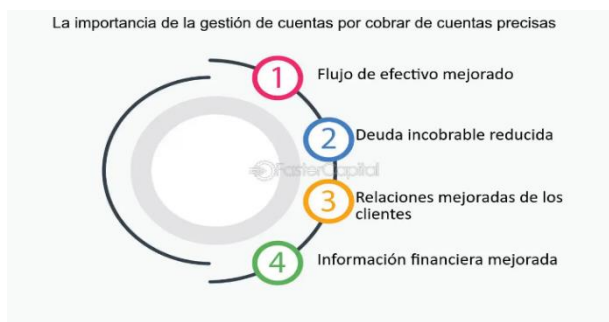 La importancia de la gestión de cuentas por cobrar de cuentas precisas
1
Flujo de efectivo mejorado
2
Deuda incobrable reducida
FasterCapital
3
Relaciones mejoradas de los
clientes
4
Información financiera mejorada